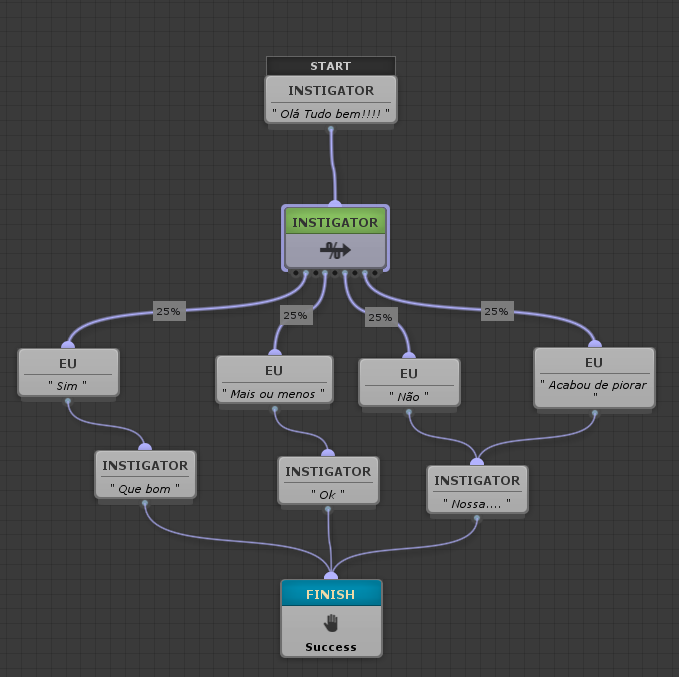 START
INSTIGATOR
" Olá Tudo bem!!!! "
INSTIGATOR
%
25%
25%
25%
25%
EU
" Sim "
EU
" Mais ou menos "
EU
" Não "
EU
" Acabou de piorar
"
INSTIGATOR
" Que bom "
INSTIGATOR
" Ok "
INSTIGATOR
" Nossa.... "
FINISH
Success